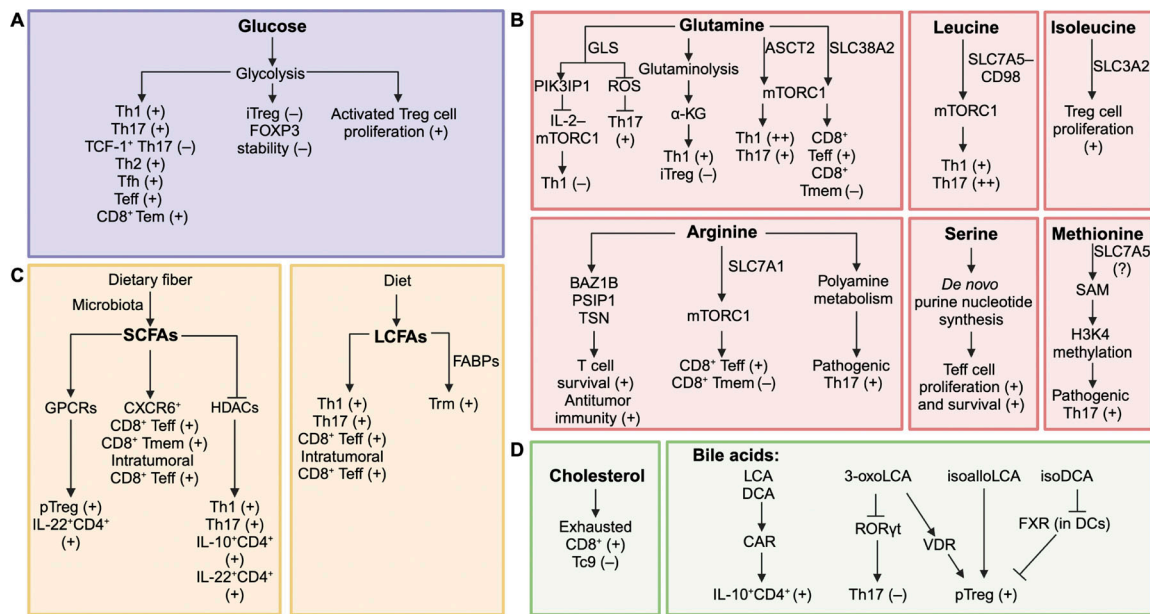 A
Glucose
Glycolysis
Th1 (+)
Th17 (+)
TCF-1⁺ Th17 (–)
Th2 (+)
Tfh (+)
Teff (+)
CD8⁺ Tem (+)
iTreg (–)
FOXP3
stability (–)
Activated Treg cell
proliferation (+)
B
Glutamine
GLS
PIK3IP1
IL-2–
mTORC1
Th1 (–)
ROS
Th17
(+)
Glutaminolysis
α-KG
Th1 (+)
iTreg (–)
ASCT2
SLC38A2
mTORC1
Th1 (++)
Th17 (+)
CD8⁺
Teff (+)
CD8⁺
Tmem (–)
Leucine
SLC7A5–
CD98
mTORC1
Th1 (+)
Th17 (++)
Isoleucine
SLC3A2
Treg cell
proliferation
(+)
Arginine
BAZ1B
PSIP1
TSN
T cell
survival (+)
Antitumor
immunity (+)
SLC7A1
mTORC1
CD8⁺ Teff (+)
CD8⁺ Tmem (–)
Polyamine
metabolism
Pathogenic
Th17 (+)
Serine
De novo
purine nucleotide
synthesis
Teff cell
proliferation (+)
and survival (+)
Methionine
SLC7A5
(?)
SAM
H3K4
methylation
Pathogenic
Th17 (+)
C
Dietary fiber
Microbiota
SCFAs
GPCRs
pTreg (+)
IL-22⁺CD4⁺
(+)
CXCR6⁺
CD8⁺ Teff (+)
CD8⁺ Tmem (+)
Intratumoral
CD8⁺ Teff (+)
HDACs
Th1 (+)
Th17 (+)
IL-10⁺CD4⁺
(+)
IL-22⁺CD4⁺
(+)
Diet
LCFAs
FABPs
Th1 (+)
Th17 (+)
CD8⁺ Teff (+)
Intratumoral
CD8⁺ Teff (+)
Trm (+)
D
Cholesterol
Exhausted
CD8⁺ (+)
Tc9 (–)
Bile acids:
LCA
DCA
CAR
IL-10⁺CD4⁺ (+)
3-oxoLCA
RORγt
Th17 (–)
VDR
isoalloLCA
pTreg (+)
isoDCA
FXR (in DCs)